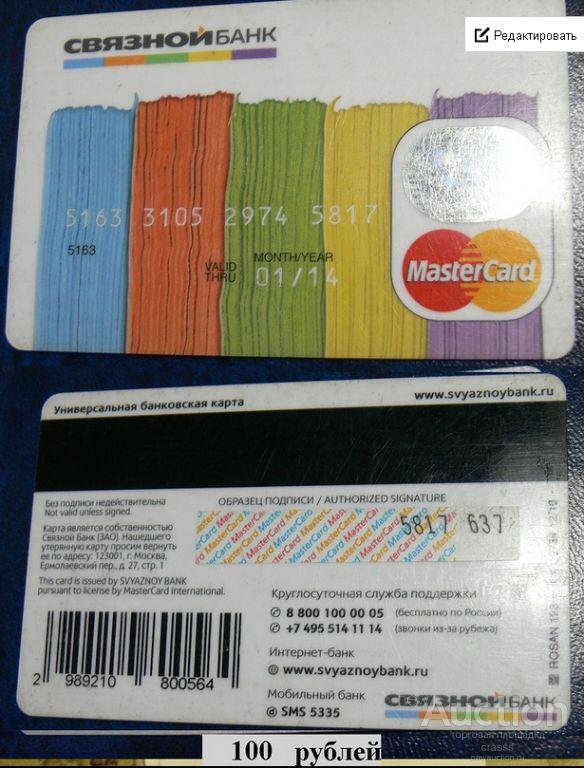 СВЯЗНОЙБАНК
Редактировать
5163 3105 2974 5817
5163
MONTH/YEAR
VALID
THRU
01/14
MasterCard
Универсальная банковская карта
www.svyaznoybank.ru
Без подписи недействительна
Not valid unless signed.
ОБРАЗЕЦ ПОДПИСИ / AUTHORIZED SIGNATURE
5817 637
Карта является собственностью
Связной Банк (ЗАО). Нашедшего
утерянную карту просим вернуть
ее по адресу: 123001, г. Москва,
Ермолаевский пер., д. 27, стр. 1
This card is issued by SVYAZNOY BANK
pursuant to license by MasterCard International.
Круглосуточная служба поддержки
8 800 100 00 05 (бесплатно по России)
+7 495 514 11 14 (звонки из-за рубежа)
Интернет-банк
www.svyaznoybank.ru
Мобильный банк
@ SMS 5335
2 989210 800564
СВЯЗНОЙБАНК
Auction
торговая площадка
crasss
newauction.ru
100 рублей